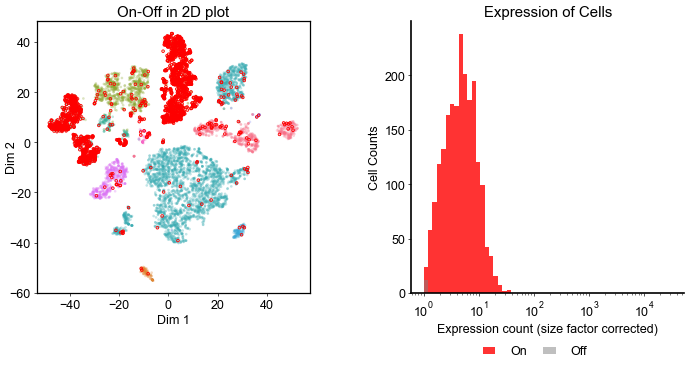 On-Off in 2D plot
40
20
0
−20
−40
−60
−40 −20 0 20 40
Dim 1
Dim 2
Expression of Cells
200
150
100
50
0
10^0 10^1 10^2 10^3 10^4
Expression count (size factor corrected)
Cell Counts
On Off